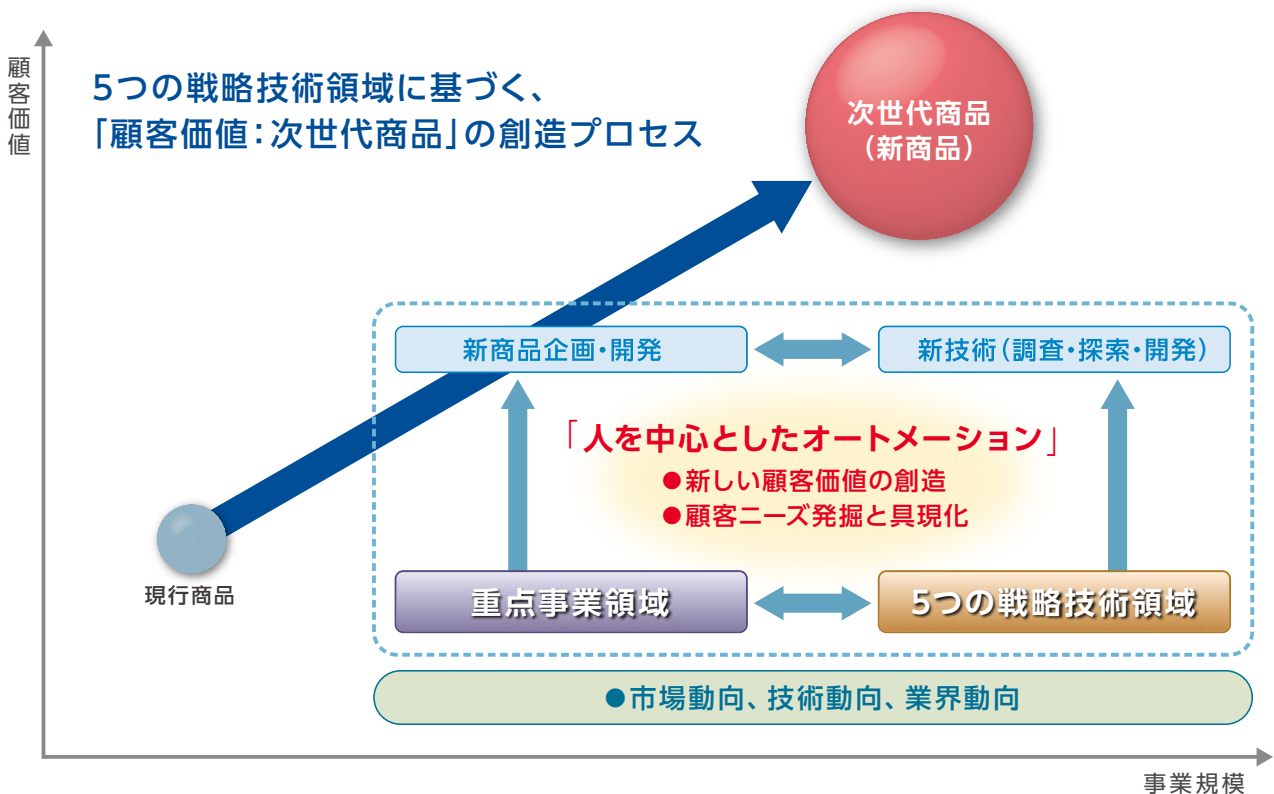 顧客価値
5つの戦略技術領域に基づく、
「顧客価値：次世代商品」の創造プロセス
次世代商品
（新商品）
新商品企画・開発
新技術（調査・探索・開発）
「人を中心としたオートメーション」
●新しい顧客価値の創造
●顧客ニーズ発掘と具現化
現行商品
重点事業領域
5つの戦略技術領域
●市場動向、技術動向、業界動向
事業規模